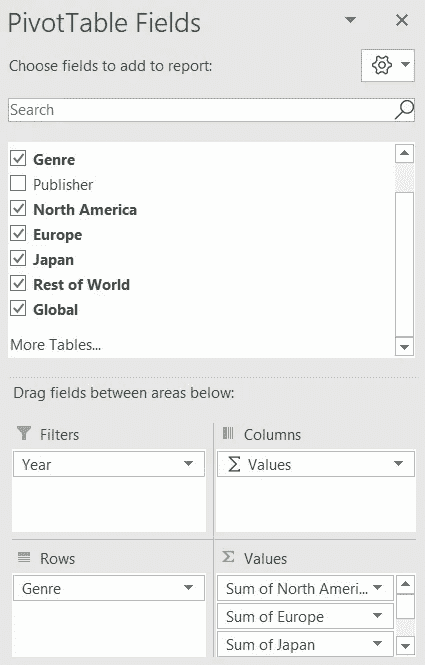 PivotTable Fields
Choose fields to add to report:
Search
Genre
Publisher
North America
Europe
Japan
Rest of World
Global
More Tables...
Drag fields between areas below:
Filters
Columns
Year
Σ Values
Rows
Σ Values
Genre
Sum of North Ameri...
Sum of Europe
Sum of Japan